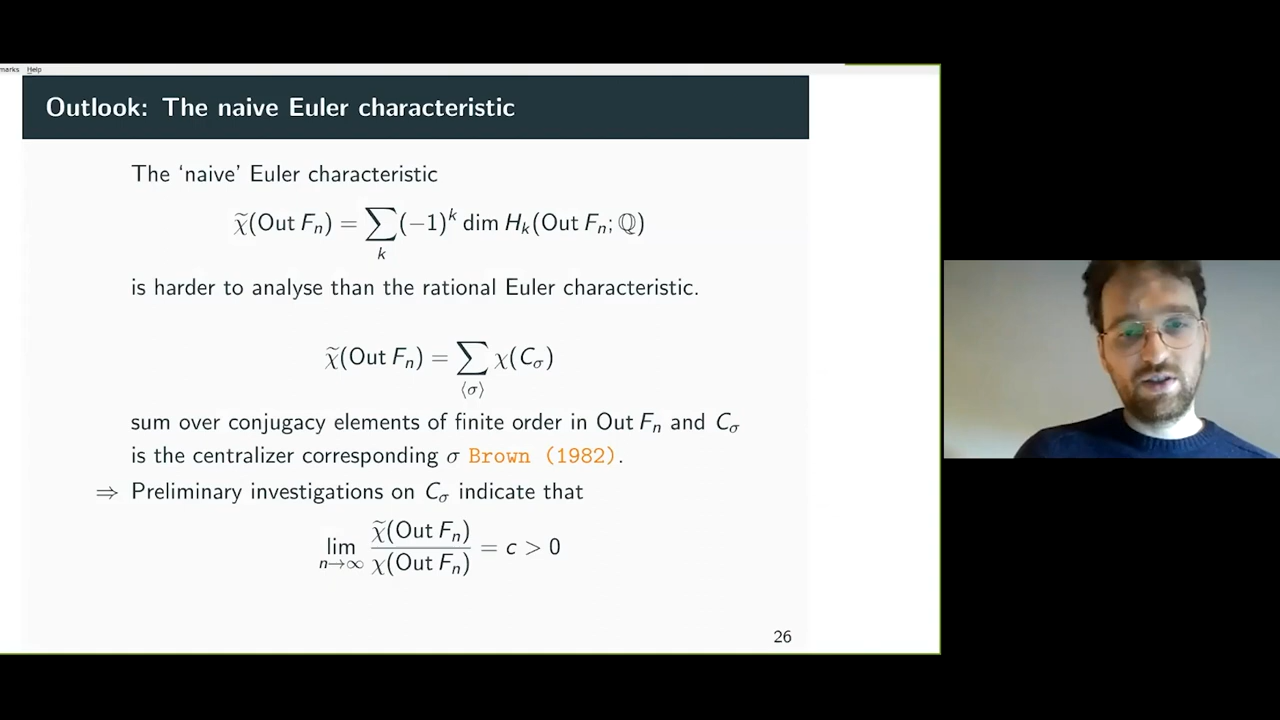 marks Help
Outlook: The naive Euler characteristic
The ‘naive’ Euler characteristic
χ̃(Out Fₙ) = ∑ₖ (−1)ᵏ dim Hₖ(Out Fₙ; ℚ)
is harder to analyse than the rational Euler characteristic.
χ̃(Out Fₙ) = ∑_⟨σ⟩ χ(C_σ)
sum over conjugacy elements of finite order in Out Fₙ and C_σ
is the centralizer corresponding σ Brown (1982).
⇒ Preliminary investigations on C_σ indicate that
lim_{n→∞} χ̃(Out Fₙ) / χ(Out Fₙ) = c > 0
26